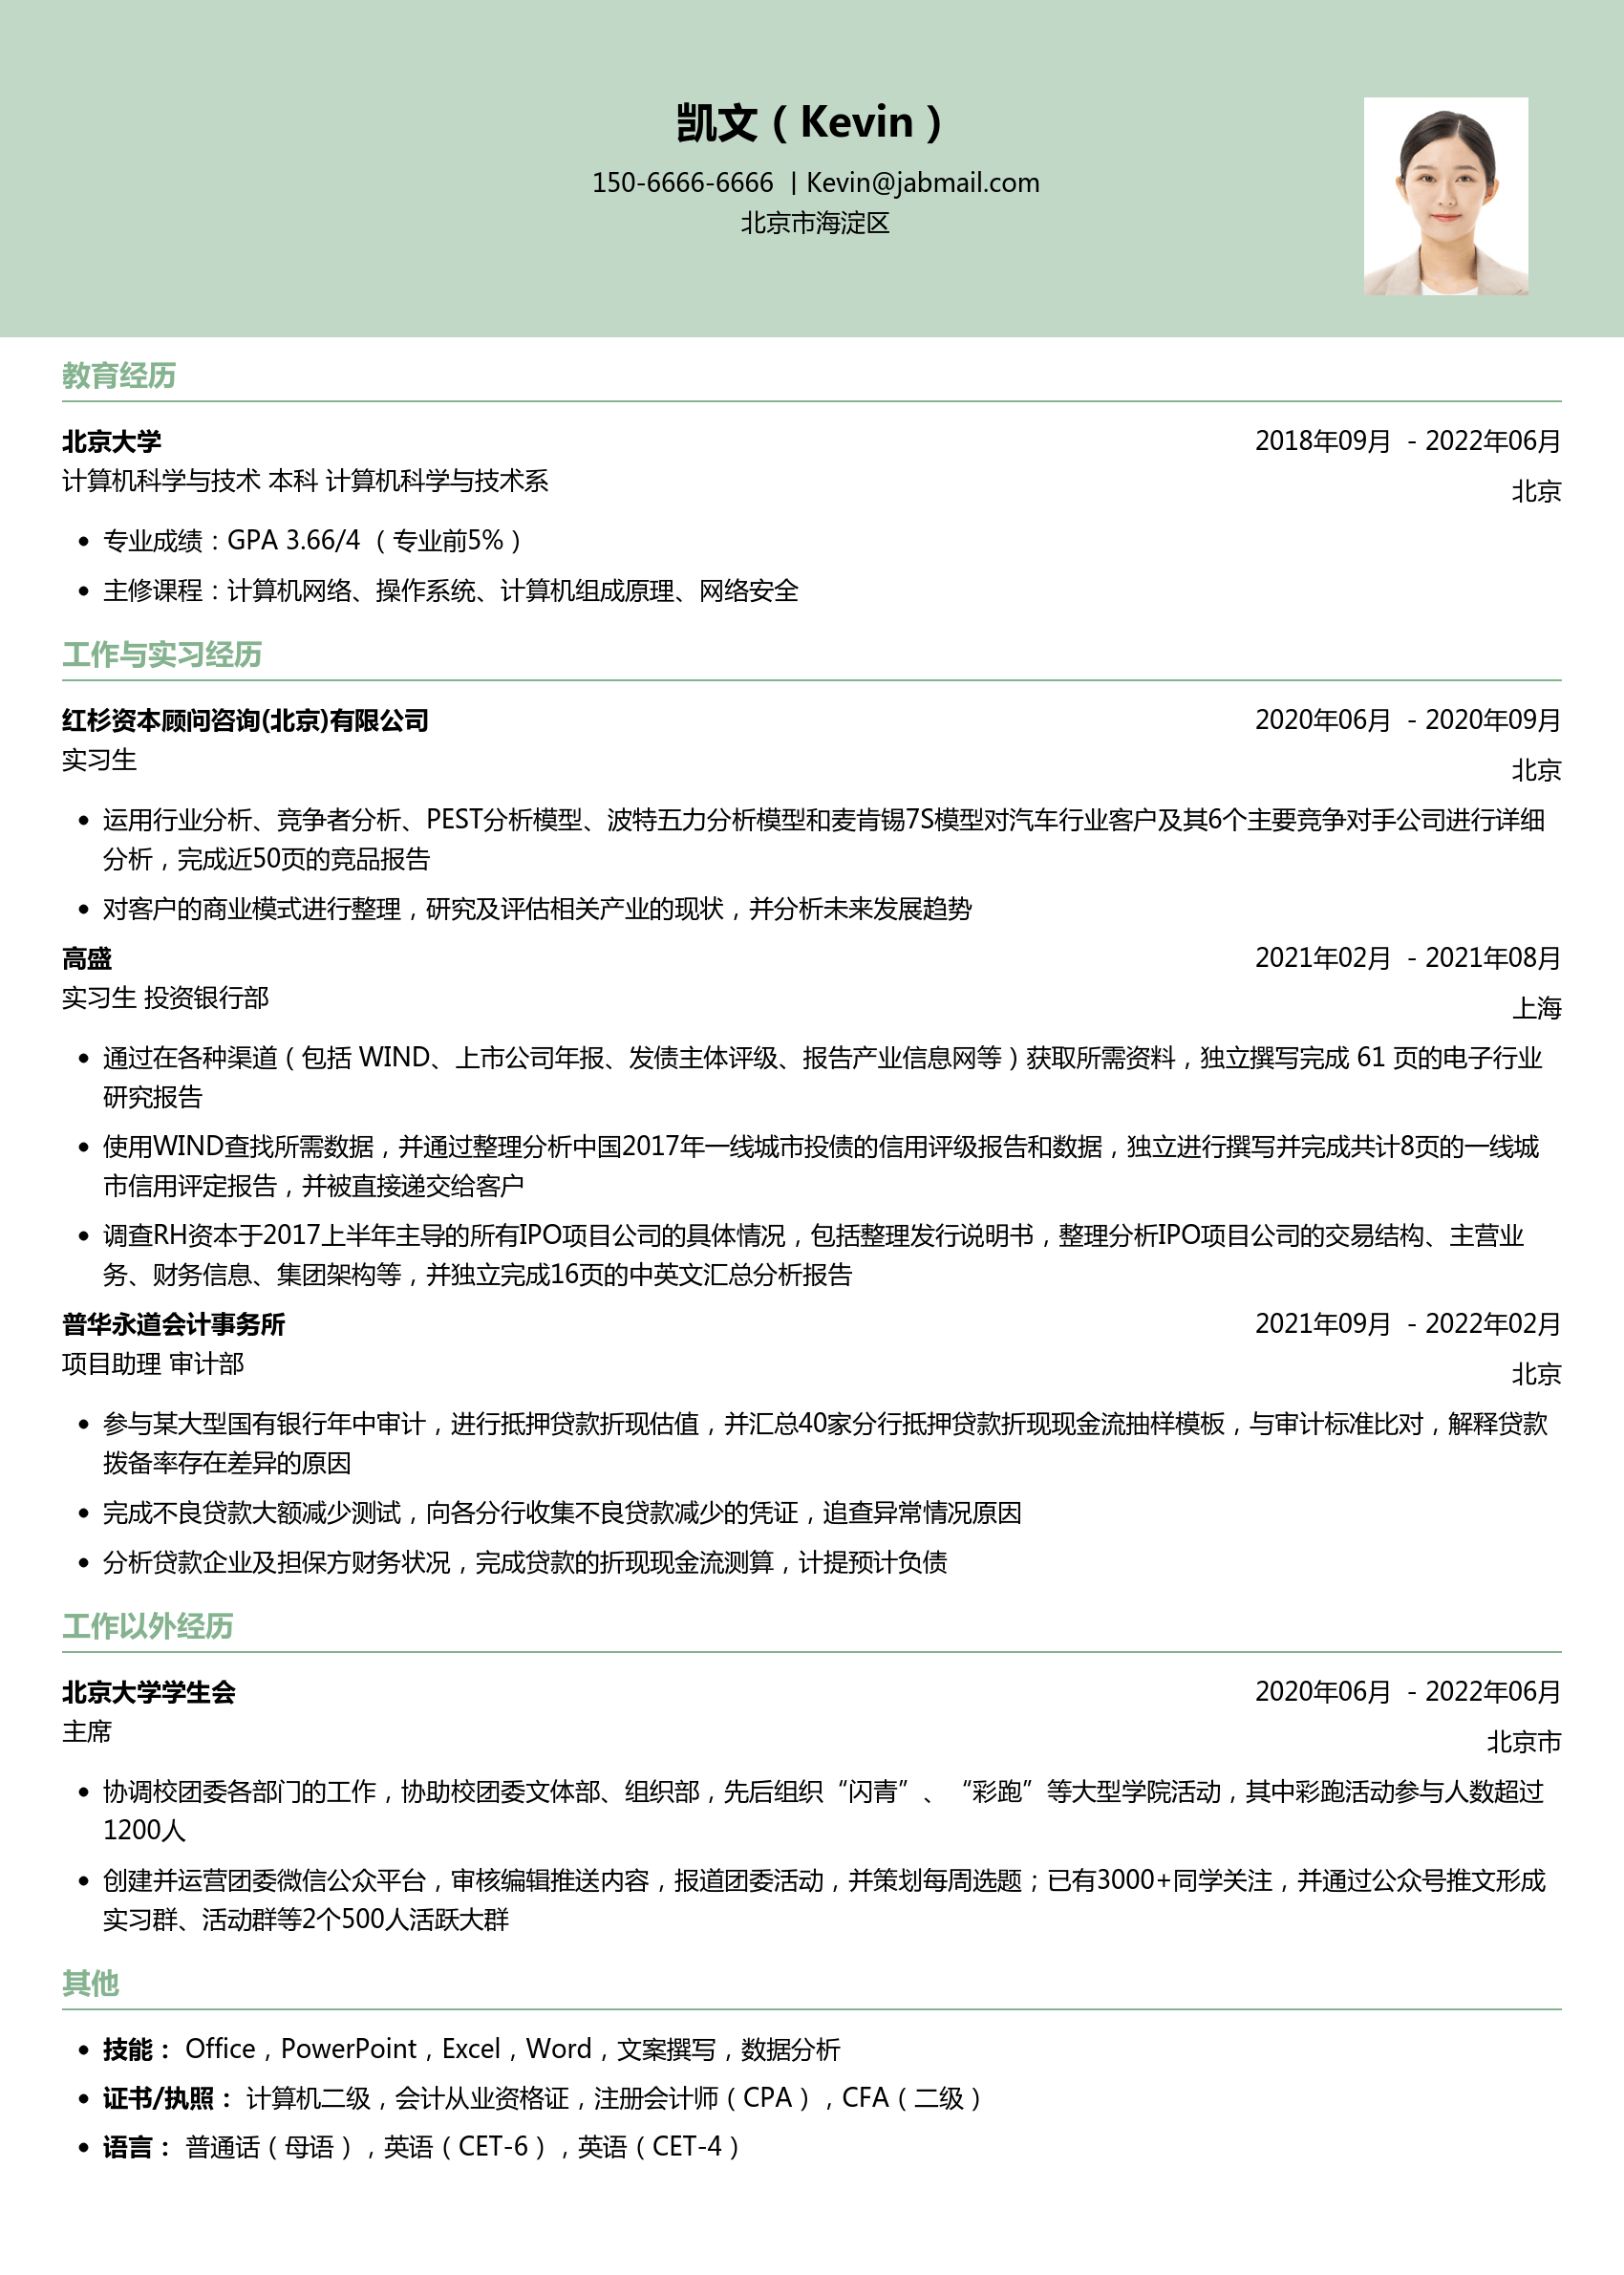 凯文（Kevin）
150-6666-6666 | Kevin@jabmail.com
北京市海淀区
教育经历
北京大学 2018年09月 - 2022年06月
计算机科学与技术 本科 计算机科学与技术系 北京
• 专业成绩：GPA 3.66/4 （专业前5%）
• 主修课程：计算机网络、操作系统、计算机组成原理、网络安全
工作与实习经历
红杉资本顾问咨询(北京)有限公司 2020年06月 - 2020年09月
实习生 北京
• 运用行业分析、竞争者分析、PEST分析模型、波特五力分析模型和麦肯锡7S模型对汽车行业客户及其6个主要竞争对手公司进行详细
分析，完成近50页的竞品报告
• 对客户的商业模式进行整理，研究及评估相关产业的现状，并分析未来发展趋势
高盛 2021年02月 - 2021年08月
实习生 投资银行部 上海
• 通过在各种渠道（包括 WIND、上市公司年报、发债主体评级、报告产业信息网等）获取所需资料，独立撰写完成 61 页的电子行业
研究报告
• 使用WIND查找所需数据，并通过整理分析中国2017年一线城市投债的信用评级报告和数据，独立进行撰写并完成共计8页的一线城
市信用评定报告，并被直接递交给客户
• 调查RH资本于2017上半年主导的所有IPO项目公司的具体情况，包括整理发行说明书，整理分析IPO项目公司的交易结构、主营业
务、财务信息、集团架构等，并独立完成16页的中英文汇总分析报告
普华永道会计事务所 2021年09月 - 2022年02月
项目助理 审计部 北京
• 参与某大型国有银行年中审计，进行抵押贷款折现估值，并汇总40家分行抵押贷款折现现金流抽样模板，与审计标准比对，解释贷款
拨备率存在差异的原因
• 完成不良贷款大额减少测试，向各分行收集不良贷款减少的凭证，追查异常情况原因
• 分析贷款企业及担保方财务状况，完成贷款的折现现金流测算，计提预计负债
工作以外经历
北京大学学生会 2020年06月 - 2022年06月
主席 北京市
• 协调校团委各部门的工作，协助校团委文体部、组织部，先后组织“闪青”、“彩跑”等大型学院活动，其中彩跑活动参与人数超过
1200人
• 创建并运营团委微信公众平台，审核编辑推送内容，报道团委活动，并策划每周选题；已有3000+同学关注，并通过公众号推文形成
实习群、活动群等2个500人活跃大群
其他
• 技能： Office，PowerPoint，Excel，Word，文案撰写，数据分析
• 证书/执照： 计算机二级，会计从业资格证，注册会计师（CPA），CFA（二级）
• 语言： 普通话（母语），英语（CET-6），英语（CET-4）